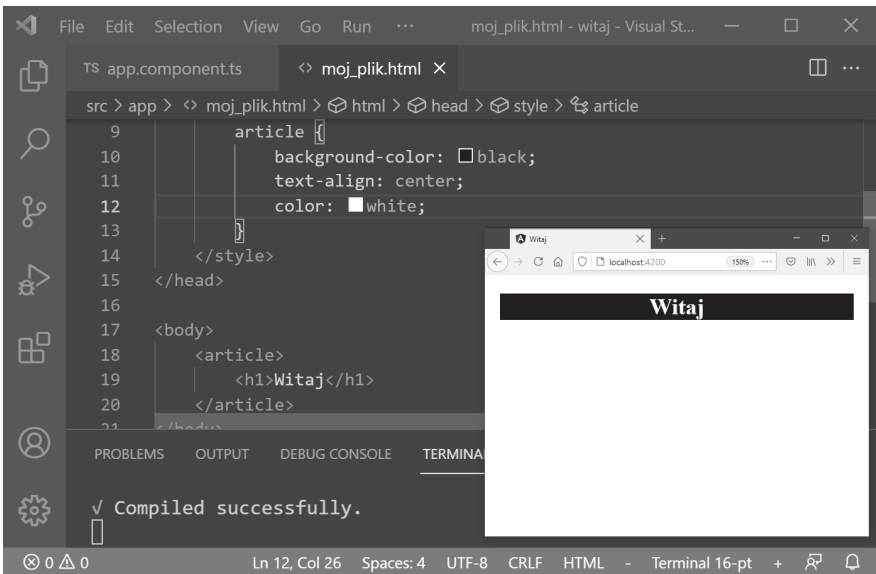 File Edit Selection View Go Run ··· moj_plik.html - witaj - Visual St...
TS app.component.ts <> moj_plik.html ×
src > app > <> moj_plik.html > html > head > style > article
9 article {
10 background-color: black;
11 text-align: center;
12 color: white;
13 }
14 </style>
15 </head>
16
17 <body>
18 <article>
19 <h1>Witaj</h1>
20 </article>
21 </body>
Witaj
localhost:4200 150%
Witaj
PROBLEMS OUTPUT DEBUG CONSOLE TERMINA
√ Compiled successfully.
0 0 Ln 12, Col 26 Spaces: 4 UTF-8 CRLF HTML - Terminal 16-pt +